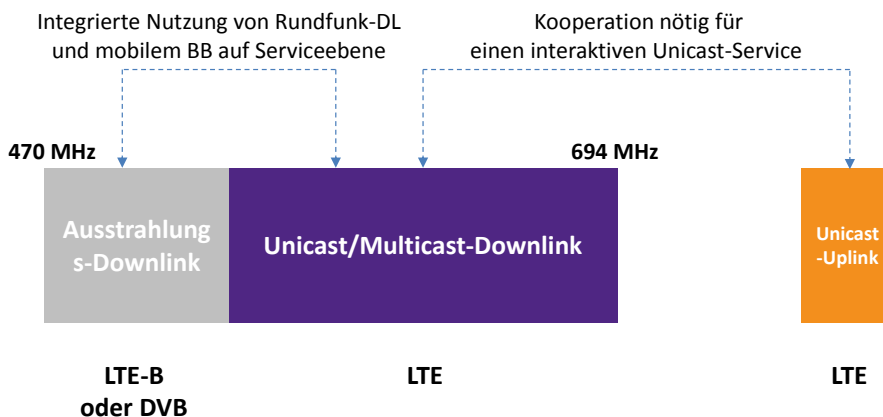 Integrierte Nutzung von Rundfunk-DL
und mobilem BB auf Serviceebene
Kooperation nötig für
einen interaktiven Unicast-Service
470 MHz
694 MHz
Ausstrahlung
s-Downlink
Unicast/Multicast-Downlink
Unicast
-Uplink
LTE-B
oder DVB
LTE
LTE